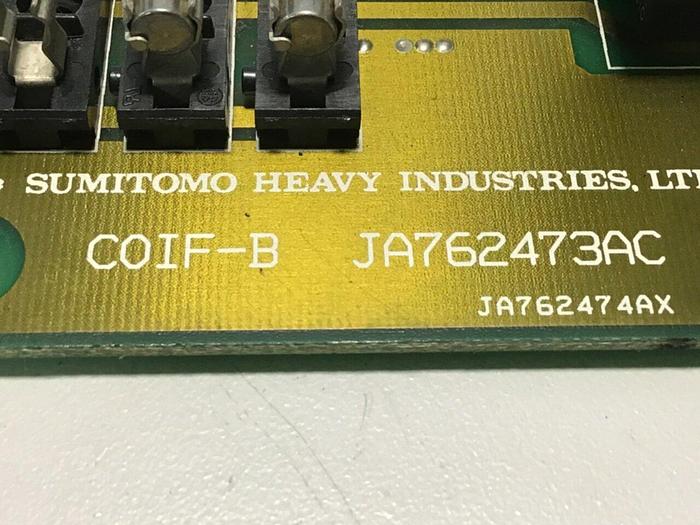 SUMITOMO HEAVY INDUSTRIES, LT
COIF-B JA762473AC
JA762474AX